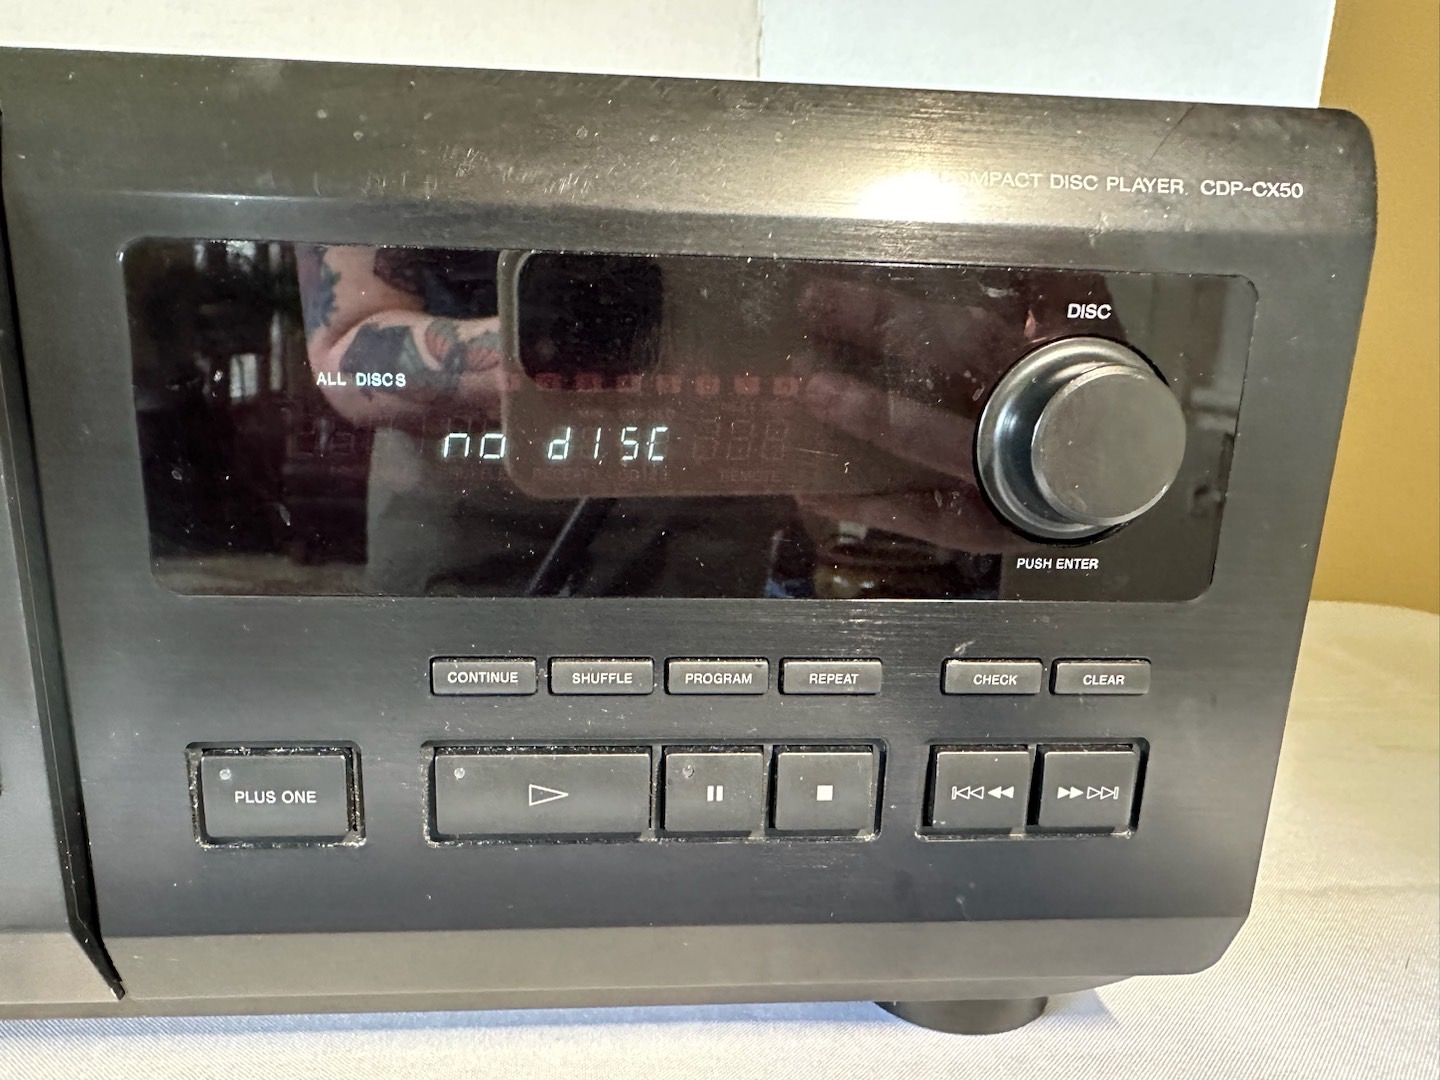 COMPACT DISC PLAYER CDP-CX50
DISC
ALL DISCS
no dISC
REMOTE
PUSH ENTER
CONTINUE SHUFFLE PROGRAM REPEAT CHECK CLEAR
PLUS ONE